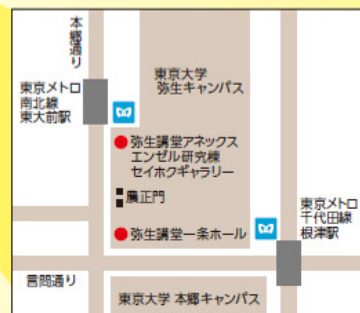 本郷通り
東京メトロ
南北線
東大前駅
東京大学
弥生キャンパス
弥生講堂アネックス
エンゼル研究棟
セイホクギャラリー
農正門
弥生講堂一条ホール
東京メトロ
千代田線
根津駅
言問通り
東京大学 本郷キャンパス